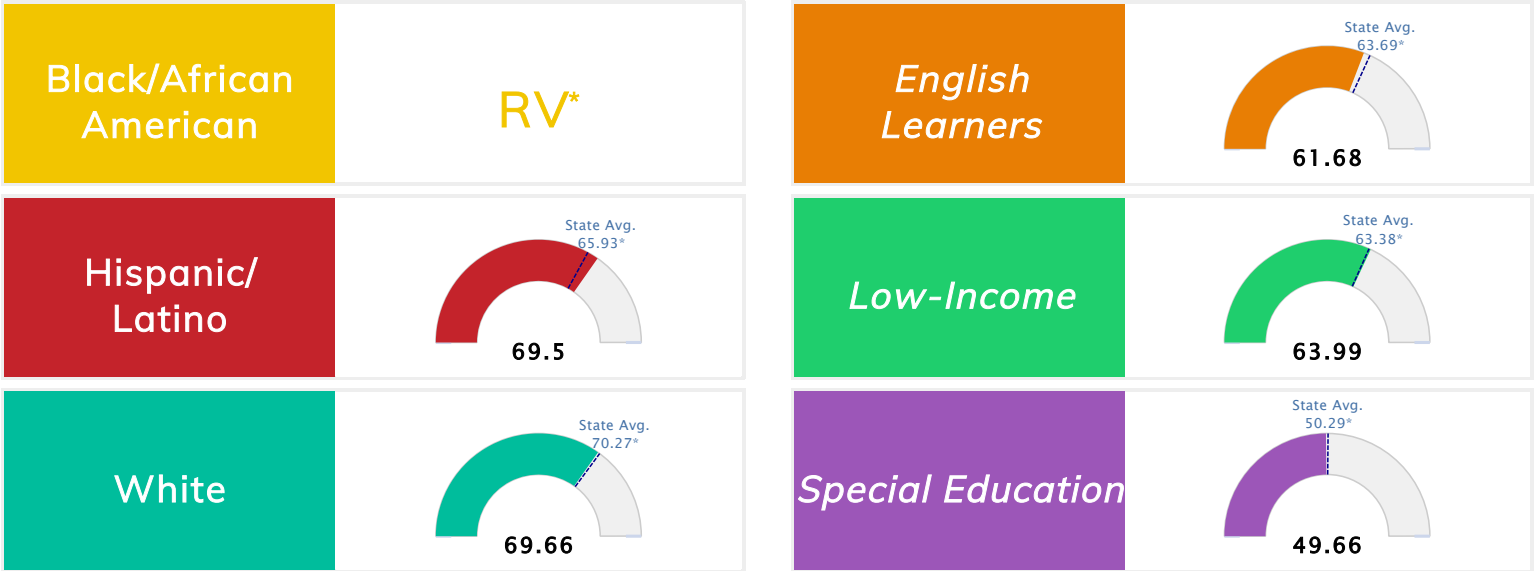 Black/African
American
RV*
Hispanic/
Latino
State Avg.
65.93*
69.5
White
State Avg.
70.27*
69.66
English
Learners
State Avg.
63.69*
61.68
Low-Income
State Avg.
63.38*
63.99
Special Education
State Avg.
50.29*
49.66